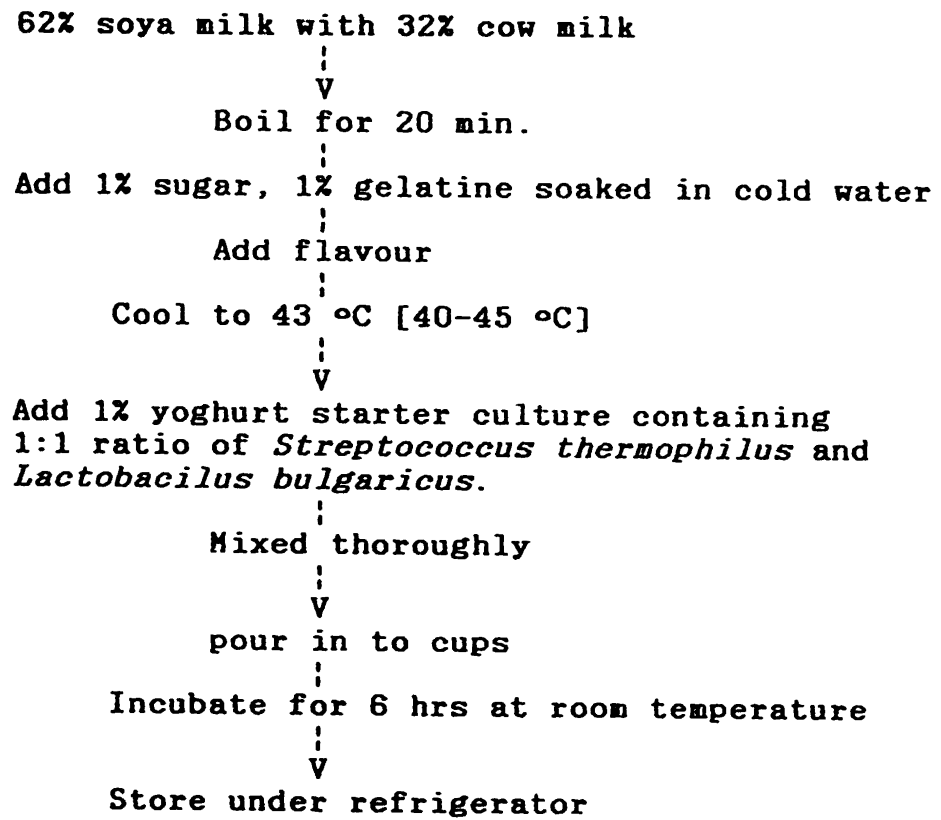 62% soya milk with 32% cow milk
V
Boil for 20 min.
Add 1% sugar, 1% gelatine soaked in cold water
Add flavour
Cool to 43 ºC [40-45 ºC]
V
Add 1% yoghurt starter culture containing
1:1 ratio of Streptococcus thermophilus and
Lactobacilus bulgaricus.
Mixed thoroughly
V
pour in to cups
Incubate for 6 hrs at room temperature
V
Store under refrigerator